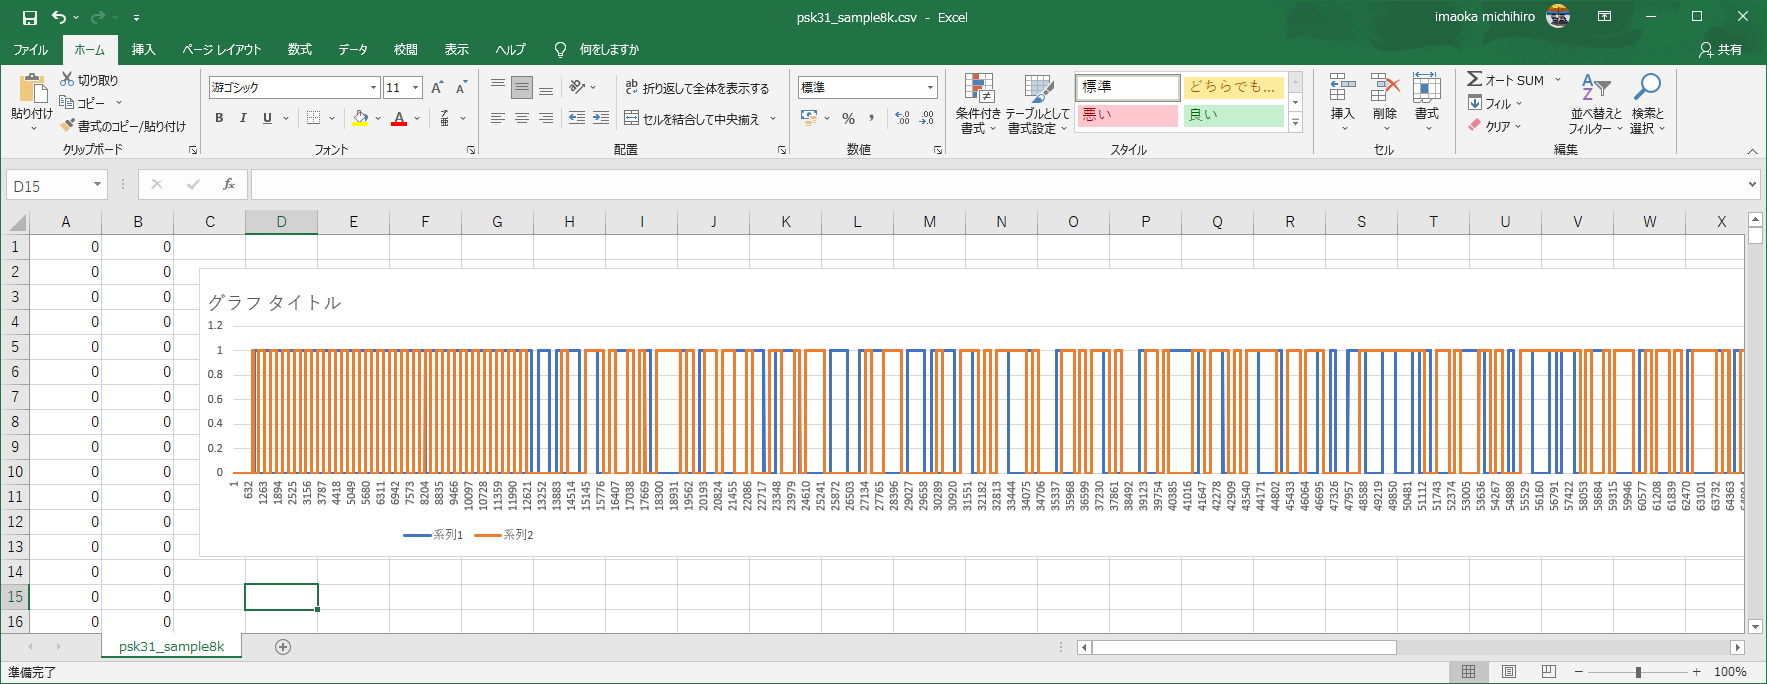 psk31_sample8k.csv - Excel
imaoka michihiro
ファイル ホーム 挿入 ページ レイアウト 数式 データ 校閲 表示 ヘルプ 何をしますか 共有
貼り付け
切り取り
コピー
書式のコピー/貼り付け
クリップボード
游ゴシック 11
B I U
フォント
折り返して全体を表示する
セルを結合して中央揃え
配置
標準
数値
条件付き書式
テーブルとして書式設定
標準 どちらでも...
悪い 良い
スタイル
挿入 削除 書式
セル
オート SUM
フィル
クリア
並べ替えとフィルター
検索と選択
編集
D15 fx
A B C D E F G H I J K L M N O P Q R S T U V W X
1 0 0
2 0 0
3 0 0
4 0 0
5 0 0
6 0 0
7 0 0
8 0 0
9 0 0
10 0 0
11 0 0
12 0 0
13 0 0
14 0 0
15 0 0
16 0 0
グラフ タイトル
1.2
1
0.8
0.6
0.4
0.2
0
1 632 1263 1894 2525 3156 3787 4418 5049 5680 6311 6942 7573 8204 8835 9466 10097 10728 11359 11990 12621 13252 13883 14514 15145 15776 16407 17038 17669 18300 18931 19562 20193 20824 21455 22086 22717 23348 23979 24610 25241 25872 26503 27134 27765 28396 29027 29658 30289 30920 31551 32182 32813 33444 34075 34706 35337 35968 36599 37230 37861 38492 39123 39754 40385 41016 41647 42278 42909 43540 44171 44802 45433 46064 46695 47326 47957 48588 49219 49850 50481 51112 51743 52374 53005 53636 54267 54898 55529 56160 56791 57422 58053 58684 59315 59946 60577 61208 61839 62470 63101 63732 64363
系列1 系列2
psk31_sample8k
準備完了
100%